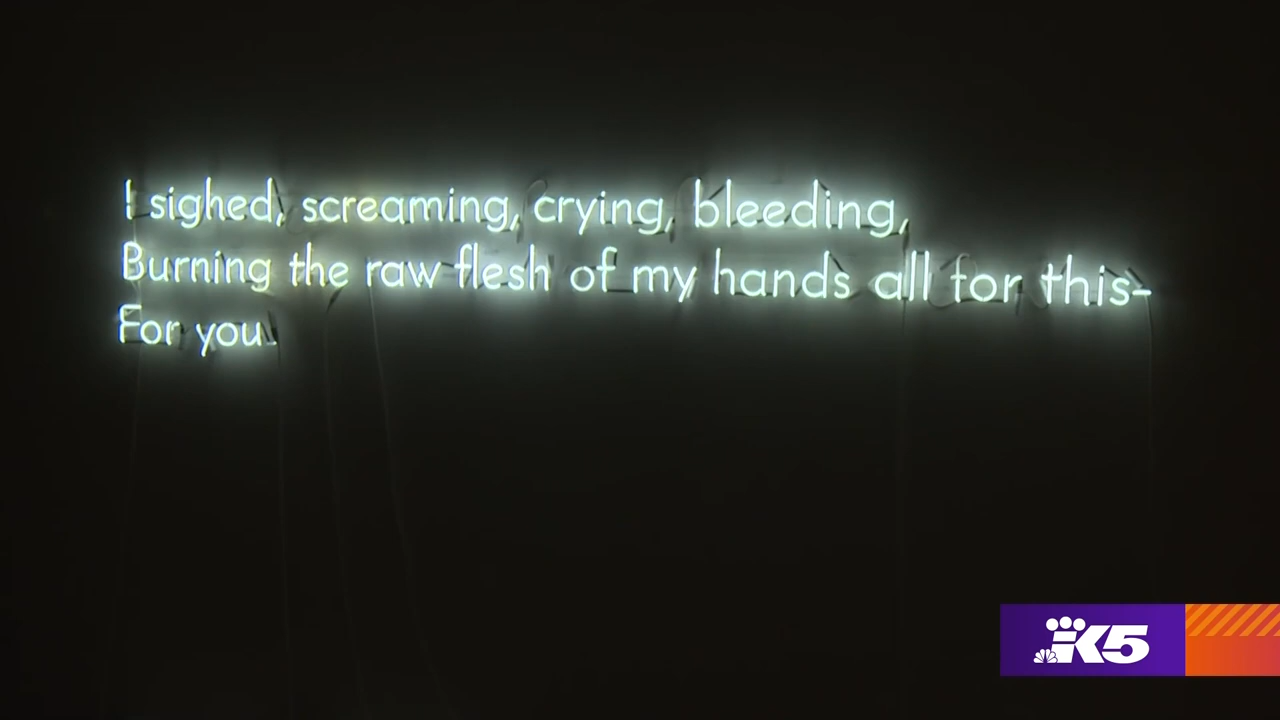 I sighed, screaming, crying, bleeding,
Burning the raw flesh of my hands all for this-
For you.
K5